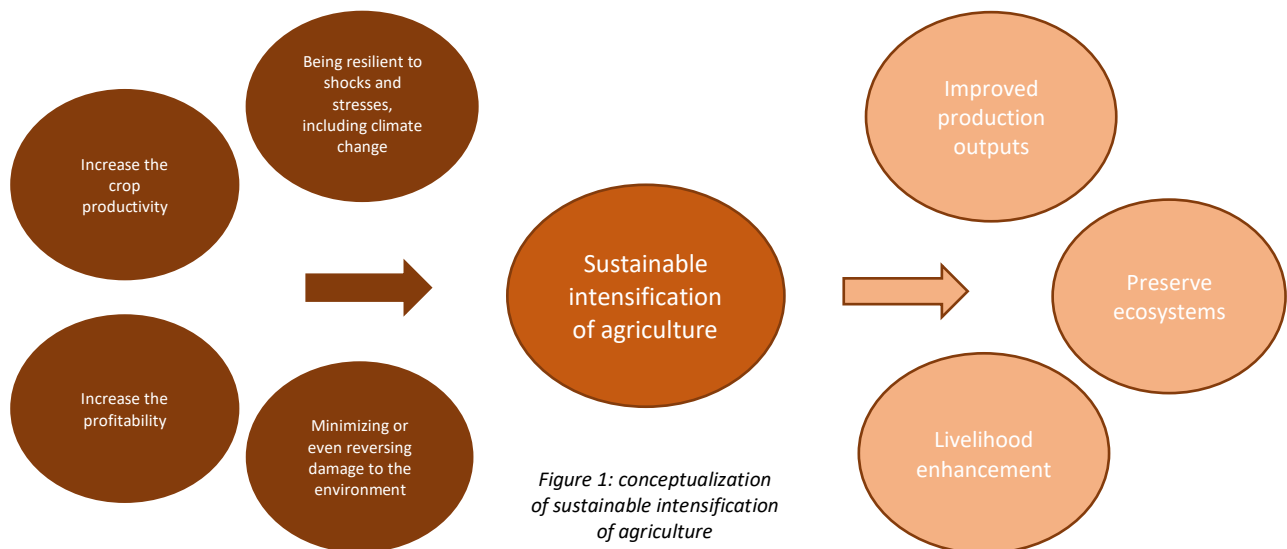 Being resilient to
shocks and
stresses,
including climate
change
Increase the
crop
productivity
Increase the
profitability
Minimizing or
even reversing
damage to the
environment
Sustainable
intensification
of agriculture
Figure 1: conceptualization
of sustainable intensification
of agriculture
Improved
production
outputs
Preserve
ecosystems
Livelihood
enhancement